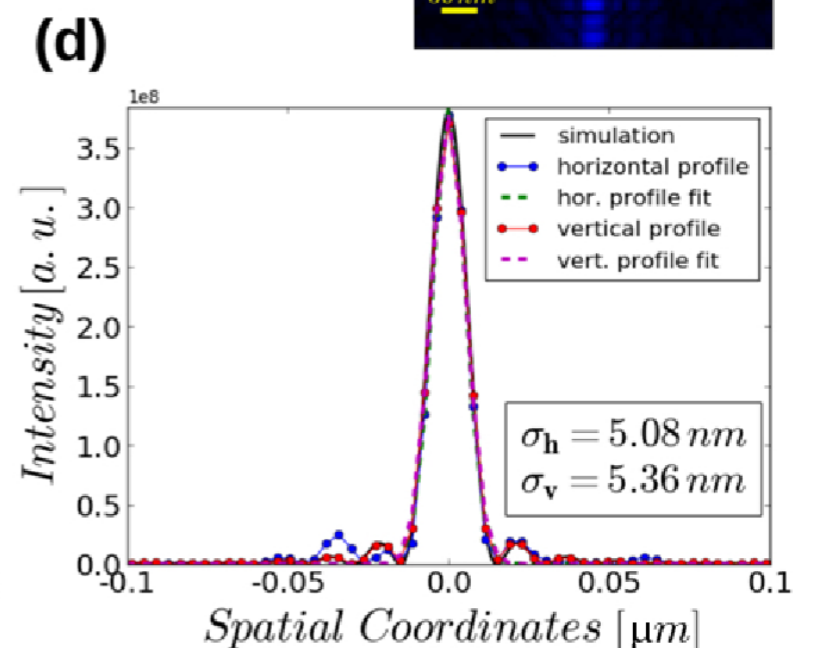 (d)
1e8
3.5
3.0
2.5
2.0
1.5
1.0
0.5
0.0
-0.1 -0.05 0.0 0.05 0.1
Intensity[a.u.]
Spatial Coordinates [μm]
simulation
horizontal profile
hor. profile fit
vertical profile
vert. profile fit
σh = 5.08 nm
σv = 5.36 nm